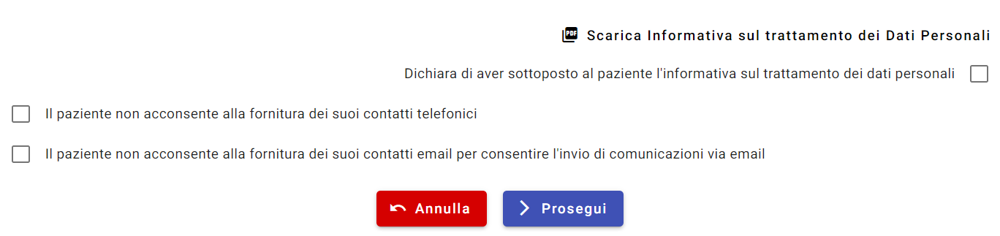 PDF
Scarica Informativa sul trattamento dei Dati Personali
Dichiara di aver sottoposto al paziente l'informativa sul trattamento dei dati personali
Il paziente non acconsente alla fornitura dei suoi contatti telefonici
Il paziente non acconsente alla fornitura dei suoi contatti email per consentire l'invio di comunicazioni via email
Annulla
Prosegui